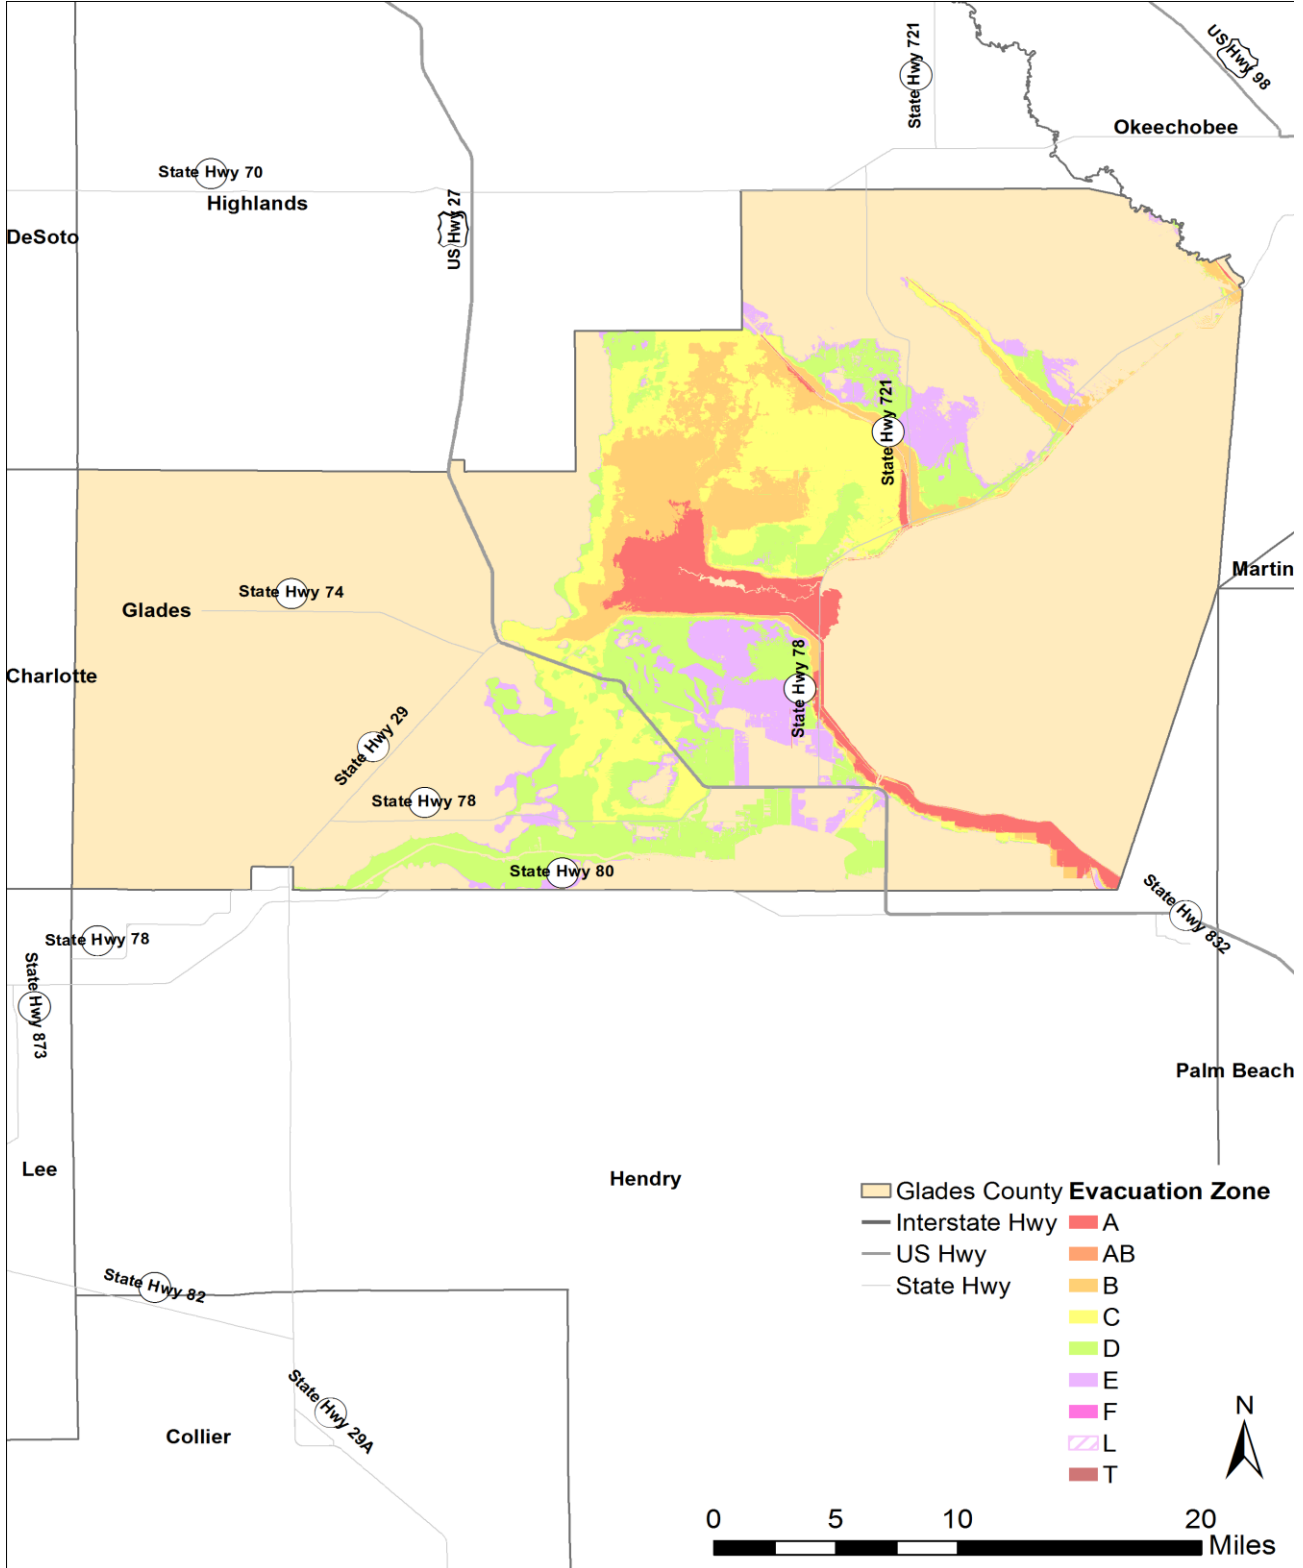 State Hwy 721
US Hwy 98
Okeechobee
State Hwy 70
Highlands
US Hwy 27
DeSoto
State Hwy 721
Martin
State Hwy 74
Glades
Charlotte
State Hwy 78
State Hwy 29
State Hwy 78
State Hwy 80
State Hwy 832
State Hwy 78
State Hwy 873
Palm Beach
Lee
Hendry
Glades County
Interstate Hwy
US Hwy
State Hwy
Evacuation Zone
A
AB
B
C
D
E
F
L
T
State Hwy 82
State Hwy 29A
Collier
N
0 5 10 20
Miles